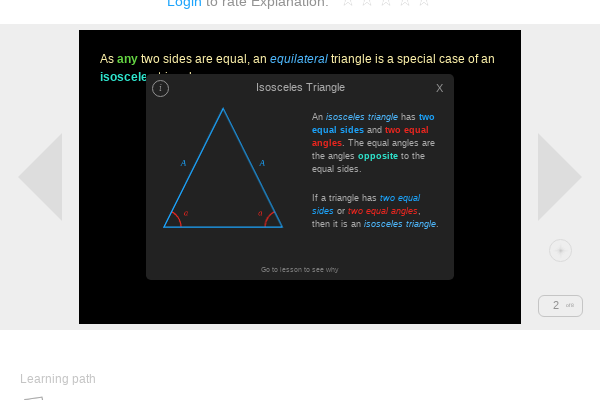 Login to rate Explanation:
As any two sides are equal, an equilateral triangle is a special case of an
isoscele
i
Isosceles Triangle
X
An isosceles triangle has two
equal sides and two equal
angles. The equal angles are
the angles opposite to the
equal sides.
A
A
If a triangle has two equal
sides or two equal angles,
then it is an isosceles triangle.
Go to lesson to see why
2
Learning path